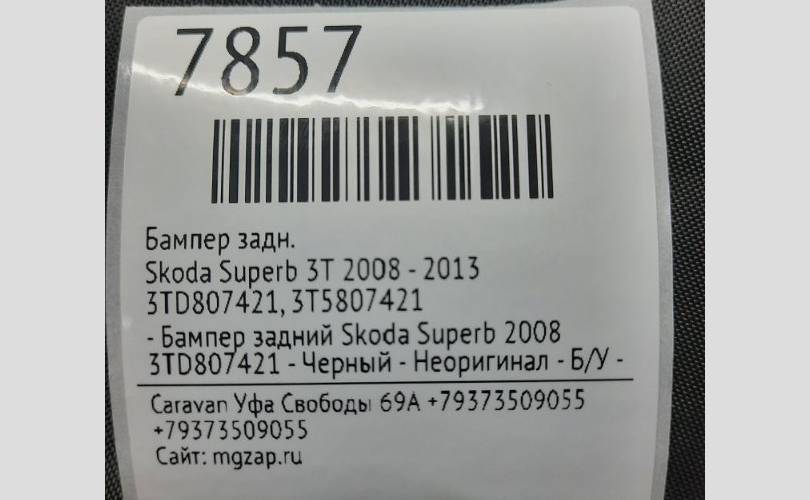 7857
Бампер задн.
Skoda Superb 3T 2008 - 2013
3TD807421, 3T5807421
- Бампер задний Skoda Superb 2008
3TD807421 - Черный - Неоригинал - Б/У -
Caravan Уфа Свободы 69А +79373509055
+79373509055
Сайт: mgzap.ru